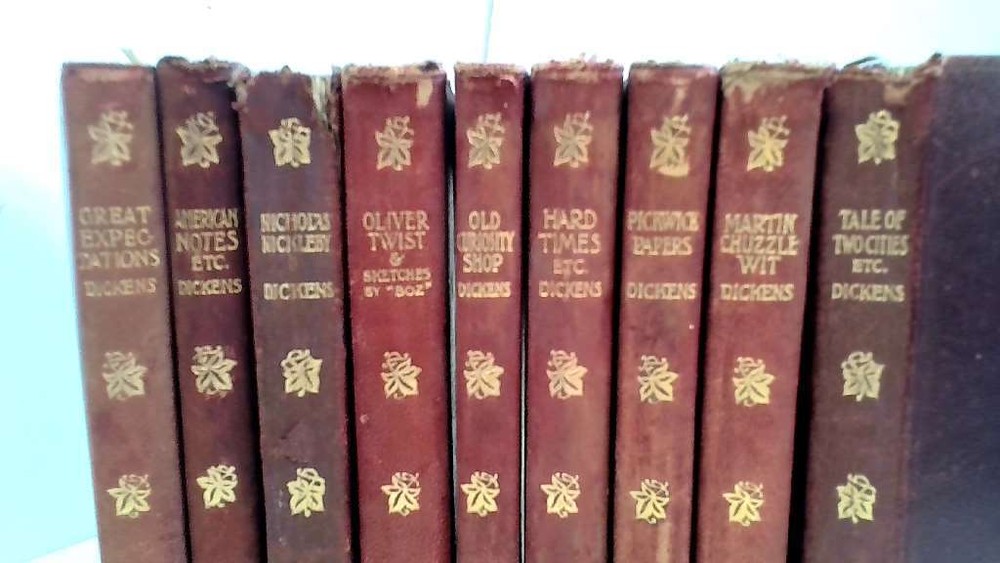 GREAT
EXPEC-
TATIONS
DICKENS
AMERICAN
NOTES
ETC.
DICKENS
NICHOLAS
NICKLEBY
DICKENS
OLIVER
TWIST
&
SKETCHES
BY "BOZ"
OLD
CURIOSITY
SHOP
DICKENS
HARD
TIMES
ETC.
DICKENS
PICKWICK
PAPERS
DICKENS
MARTIN
CHUZZLE
WIT
DICKENS
TALE OF
TWO CITIES
ETC.
DICKENS